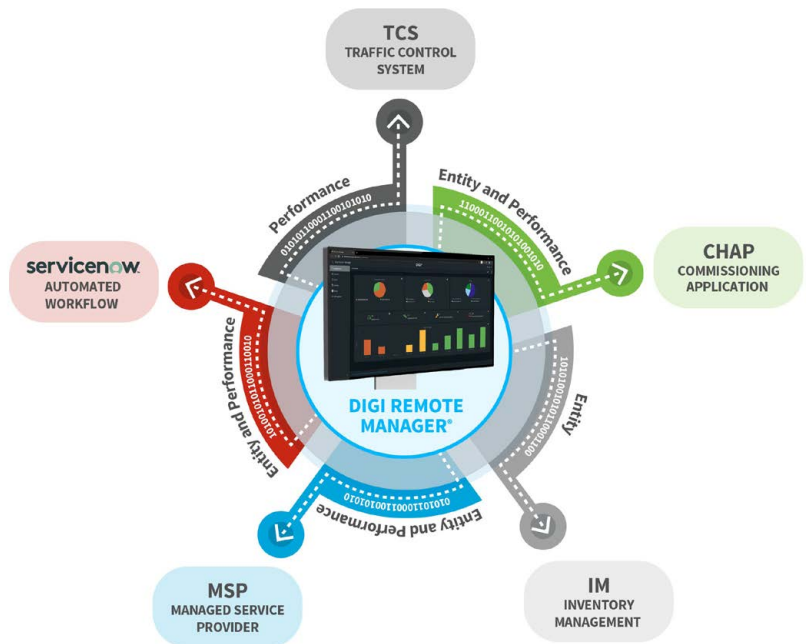 TCS
TRAFFIC CONTROL
SYSTEM
Performance
01010110001100101010
Entity and Performance
11000110010101001010
servicenow
AUTOMATED
WORKFLOW
CHAP
COMMISSIONING
APPLICATION
Entity and Performance
DIGI REMOTE
MANAGER®
Entity
Entity and Performance
MSP
MANAGED SERVICE
PROVIDER
IM
INVENTORY
MANAGEMENT